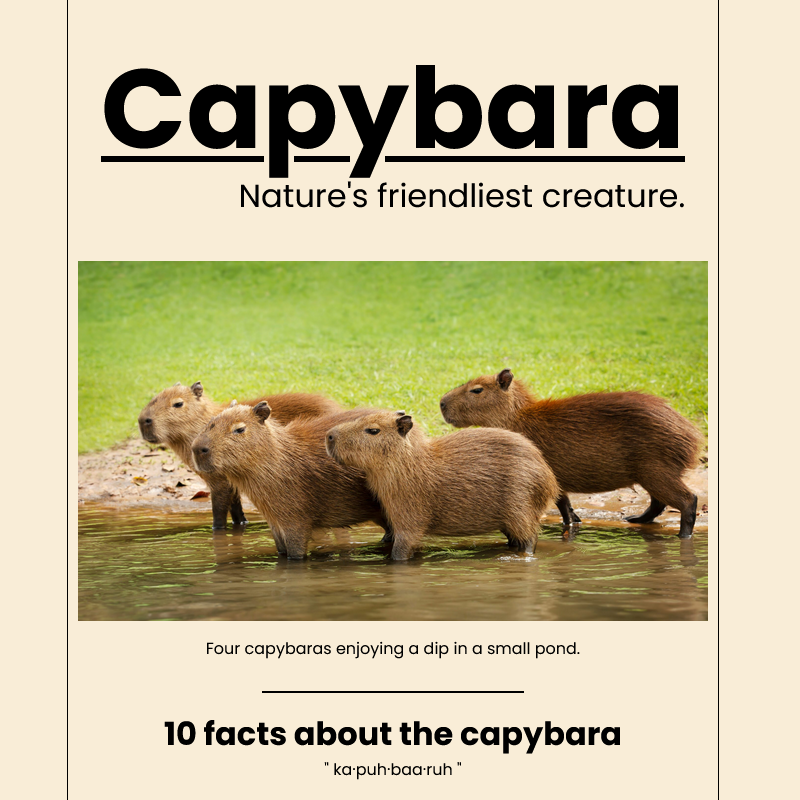 Capybara
Nature's friendliest creature.
Four capybaras enjoying a dip in a small pond.
10 facts about the capybara
" ka·puh·baa·ruh "